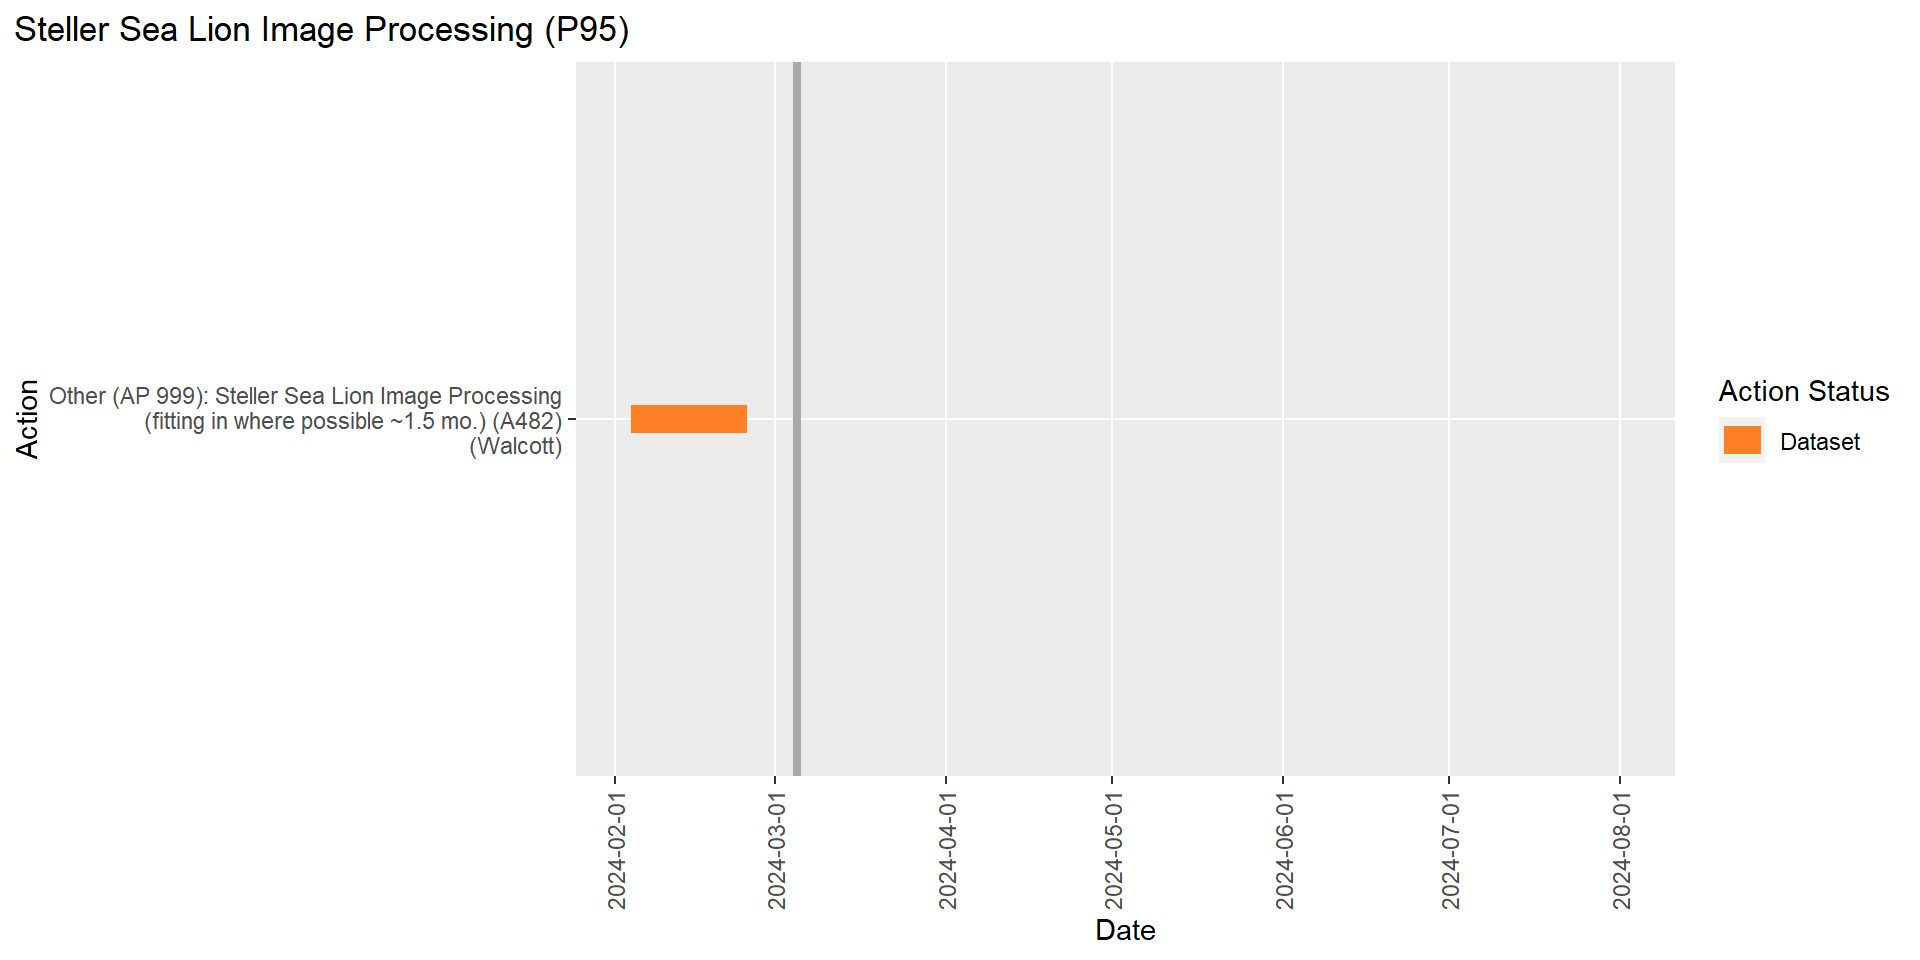 Steller Sea Lion Image Processing (P95)
Action
Other (AP 999): Steller Sea Lion Image Processing
(fitting in where possible ~1.5 mo.) (A482)
(Walcott)
Action Status
Dataset
2024-02-01
2024-03-01
2024-04-01
2024-05-01
2024-06-01
2024-07-01
2024-08-01
Date